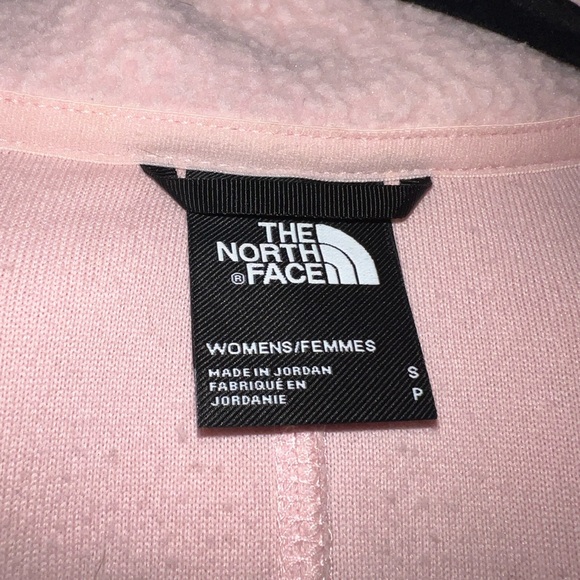 THE
NORTH
® FACE
WOMENS/FEMMES
MADE IN JORDAN
FABRIQUÉ EN
JORDANIE
S
P